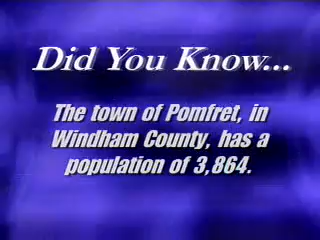 Did You Know...
The town of Pomfret, in
Windham County, has a
population of 3,864.